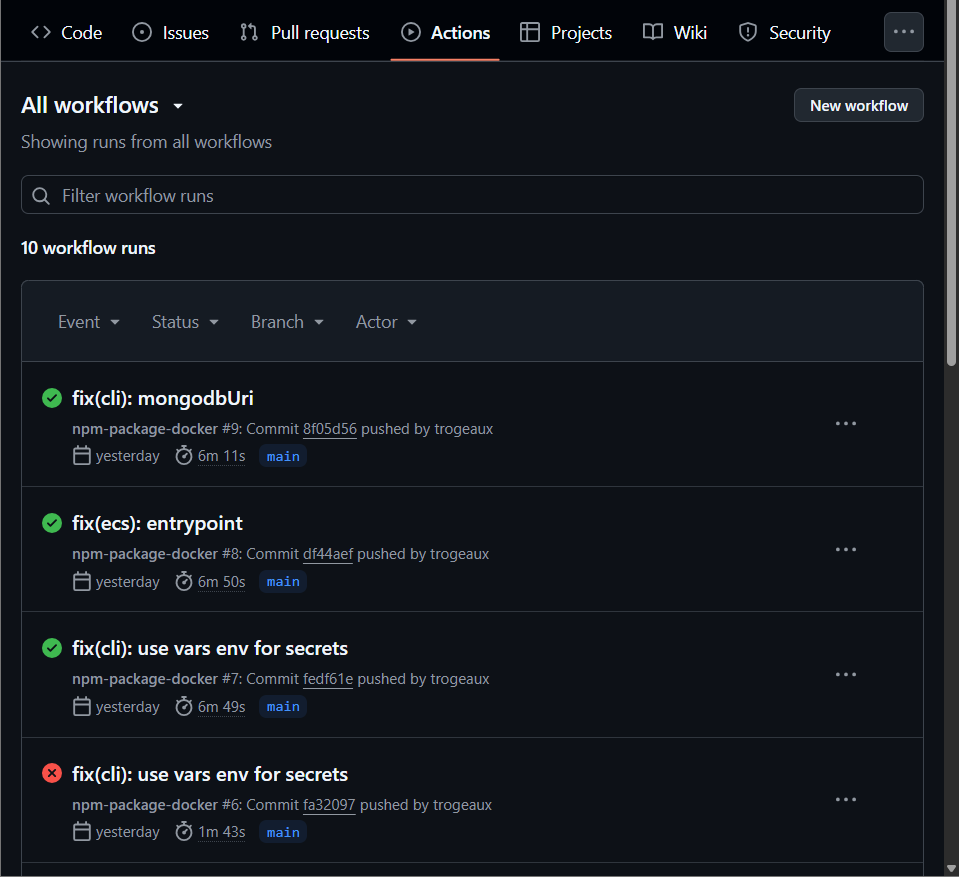 Code Issues Pull requests Actions Projects Wiki Security
All workflows New workflow
Showing runs from all workflows
Filter workflow runs
10 workflow runs
Event Status Branch Actor
fix(cli): mongodbUri
npm-package-docker #9: Commit 8f05d56 pushed by trogeaux
yesterday 6m 11s main
fix(ecs): entrypoint
npm-package-docker #8: Commit df44aef pushed by trogeaux
yesterday 6m 50s main
fix(cli): use vars env for secrets
npm-package-docker #7: Commit fedf61e pushed by trogeaux
yesterday 6m 49s main
fix(cli): use vars env for secrets
npm-package-docker #6: Commit fa32097 pushed by trogeaux
yesterday 1m 43s main